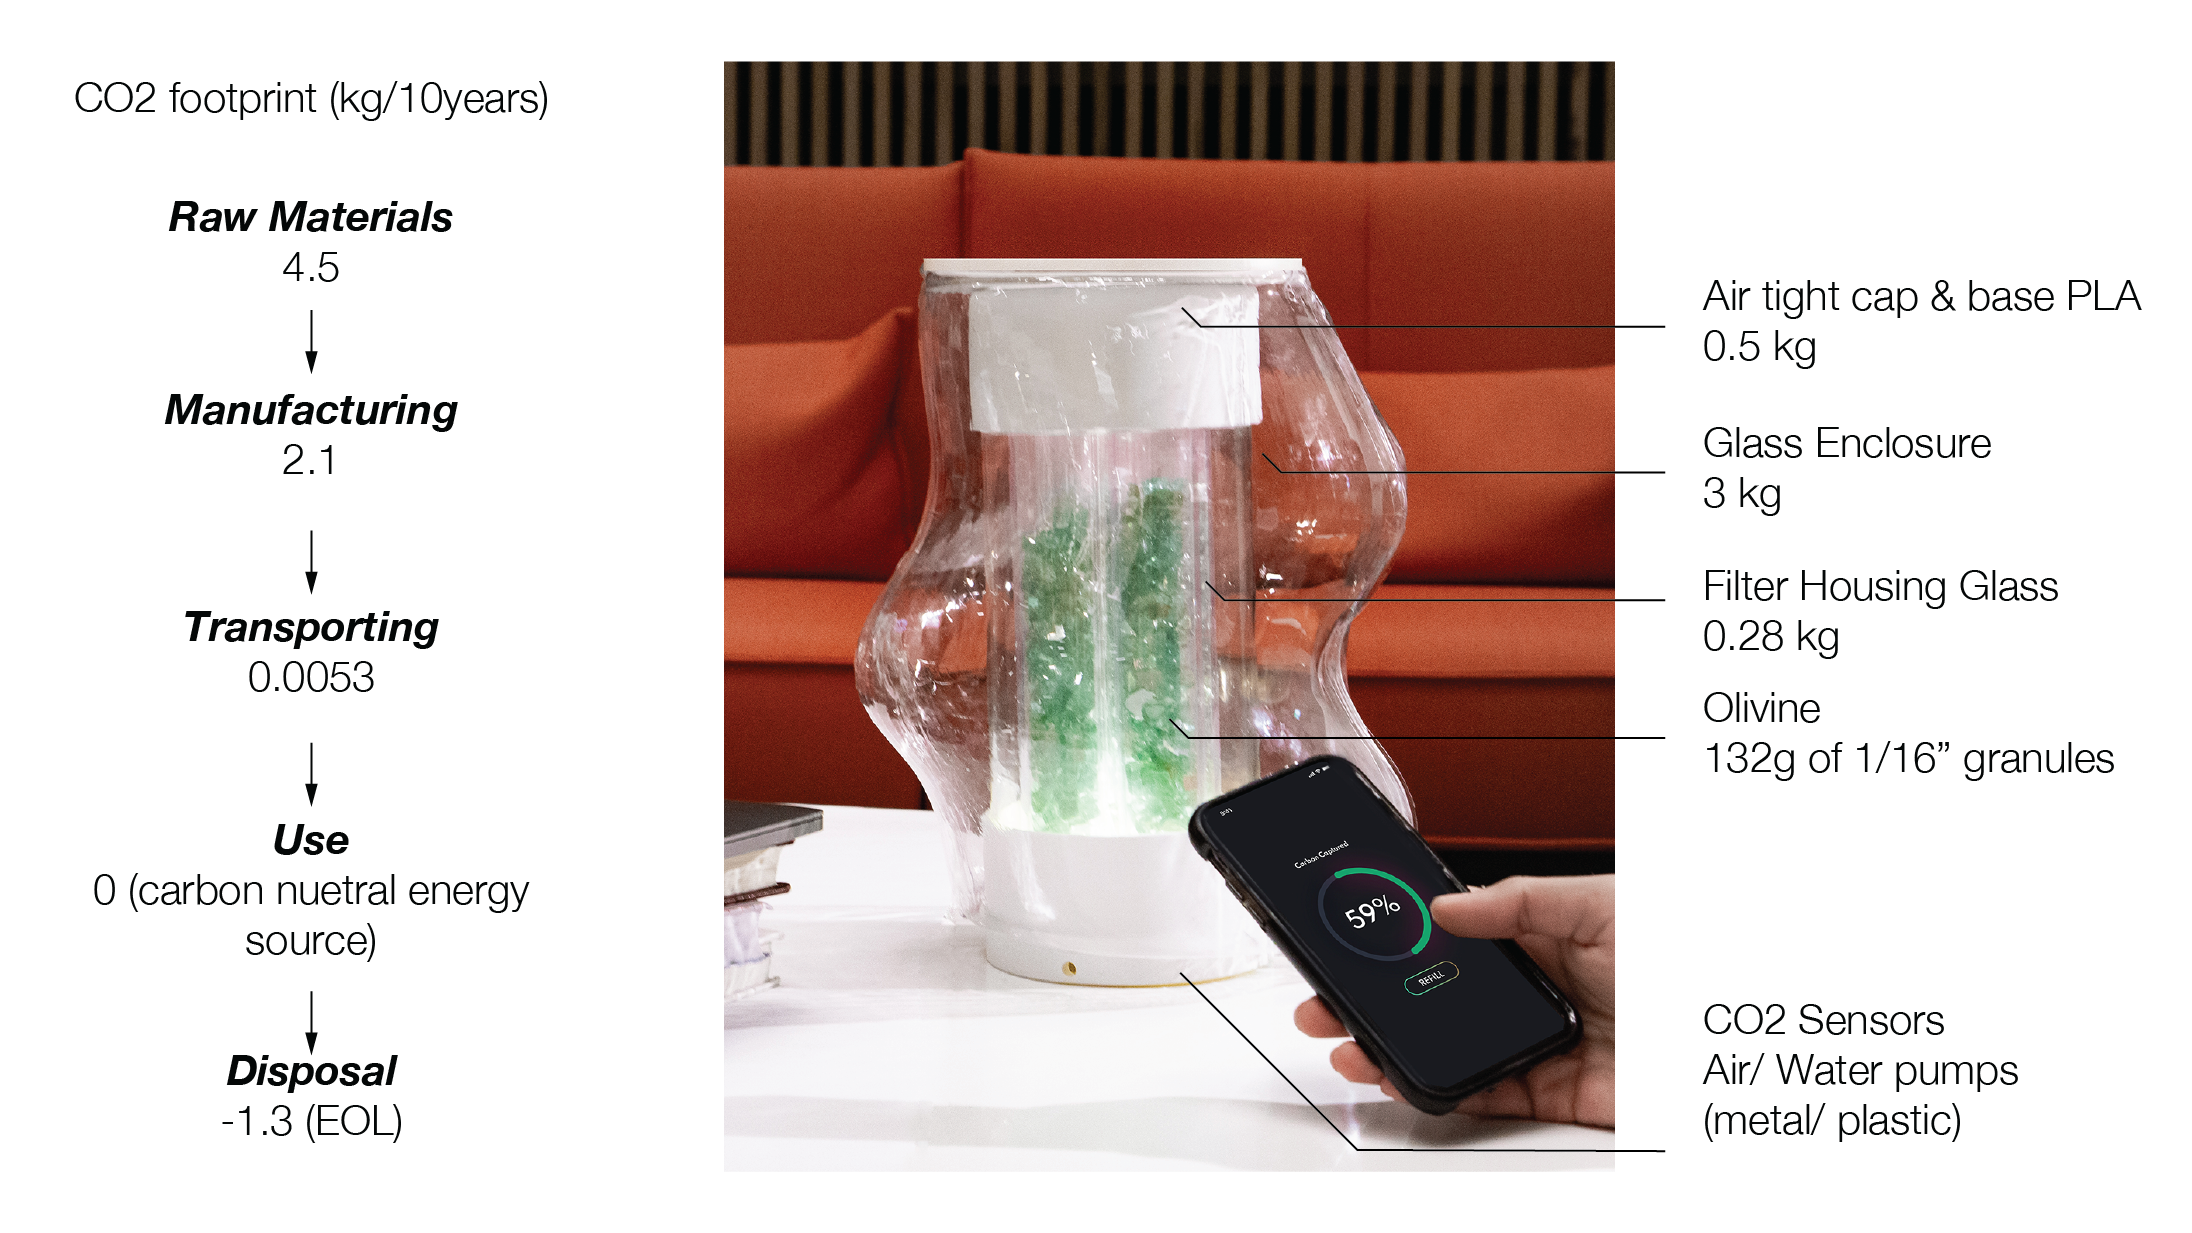 CO2 footprint (kg/10years)
Raw Materials
4.5
Manufacturing
2.1
Transporting
0.0053
Use
0 (carbon nuetral energy
source)
Disposal
-1.3 (EOL)
Air tight cap & base PLA
0.5 kg
Glass Enclosure
3 kg
Filter Housing Glass
0.28 kg
Olivine
132g of 1/16” granules
CO2 Sensors
Air/ Water pumps
(metal/ plastic)
Carbon Captured
59%
REFILL